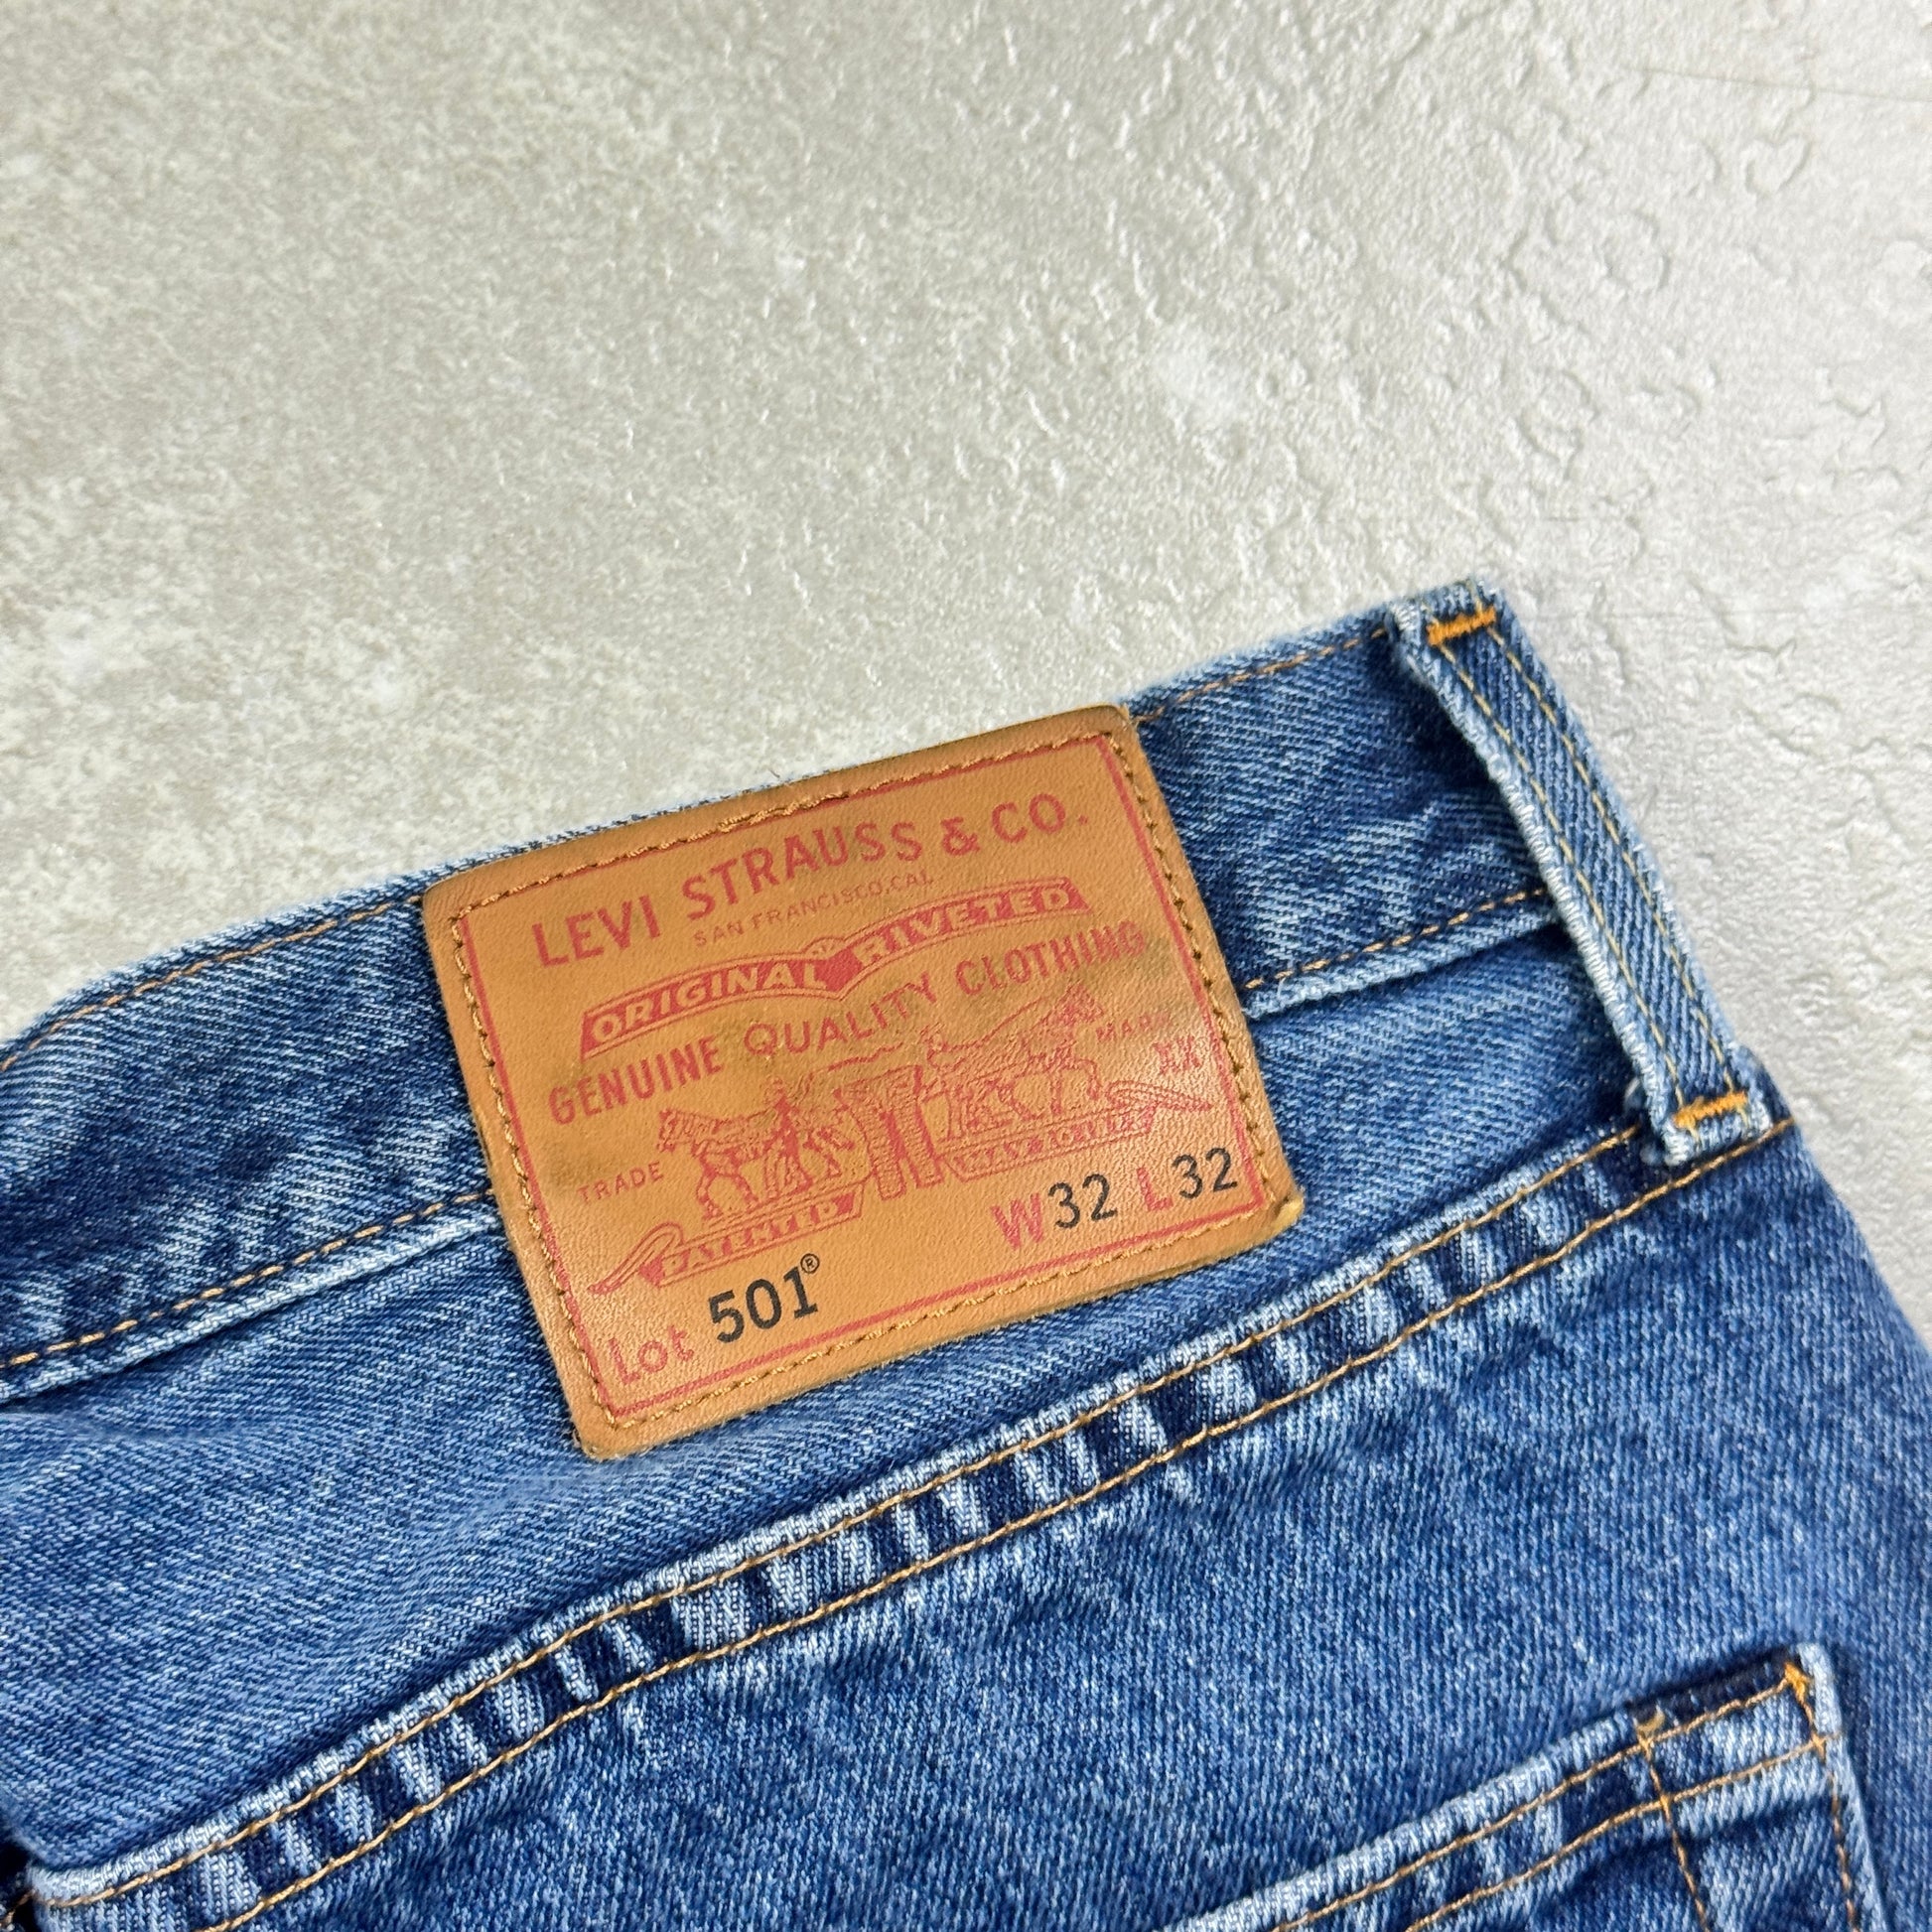 LEVI STRAUSS & CO.
SAN FRANCISCO, CAL
ORIGINAL RIVETED
GENUINE QUALITY CLOTHING
TRADE MARK
XX
PATENTED
Lot 501® W32 L32